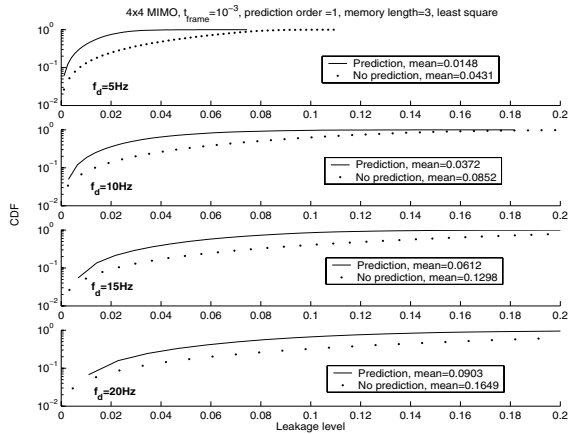 4x4 MIMO, t_frame=10^-3, prediction order =1, memory length=3, least square
10^0
10^-1
10^-2
f_d=5Hz
Prediction, mean=0.0148
No prediction, mean=0.0431
0 0.02 0.04 0.06 0.08 0.1 0.12 0.14 0.16 0.18 0.2
10^0
10^-1
10^-2
f_d=10Hz
Prediction, mean=0.0372
No prediction, mean=0.0852
0 0.02 0.04 0.06 0.08 0.1 0.12 0.14 0.16 0.18 0.2
CDF
10^0
10^-1
10^-2
f_d=15Hz
Prediction, mean=0.0612
No prediction, mean=0.1298
0 0.02 0.04 0.06 0.08 0.1 0.12 0.14 0.16 0.18 0.2
10^0
10^-1
10^-2
f_d=20Hz
Prediction, mean=0.0903
No prediction, mean=0.1649
0 0.02 0.04 0.06 0.08 0.1 0.12 0.14 0.16 0.18 0.2
Leakage level